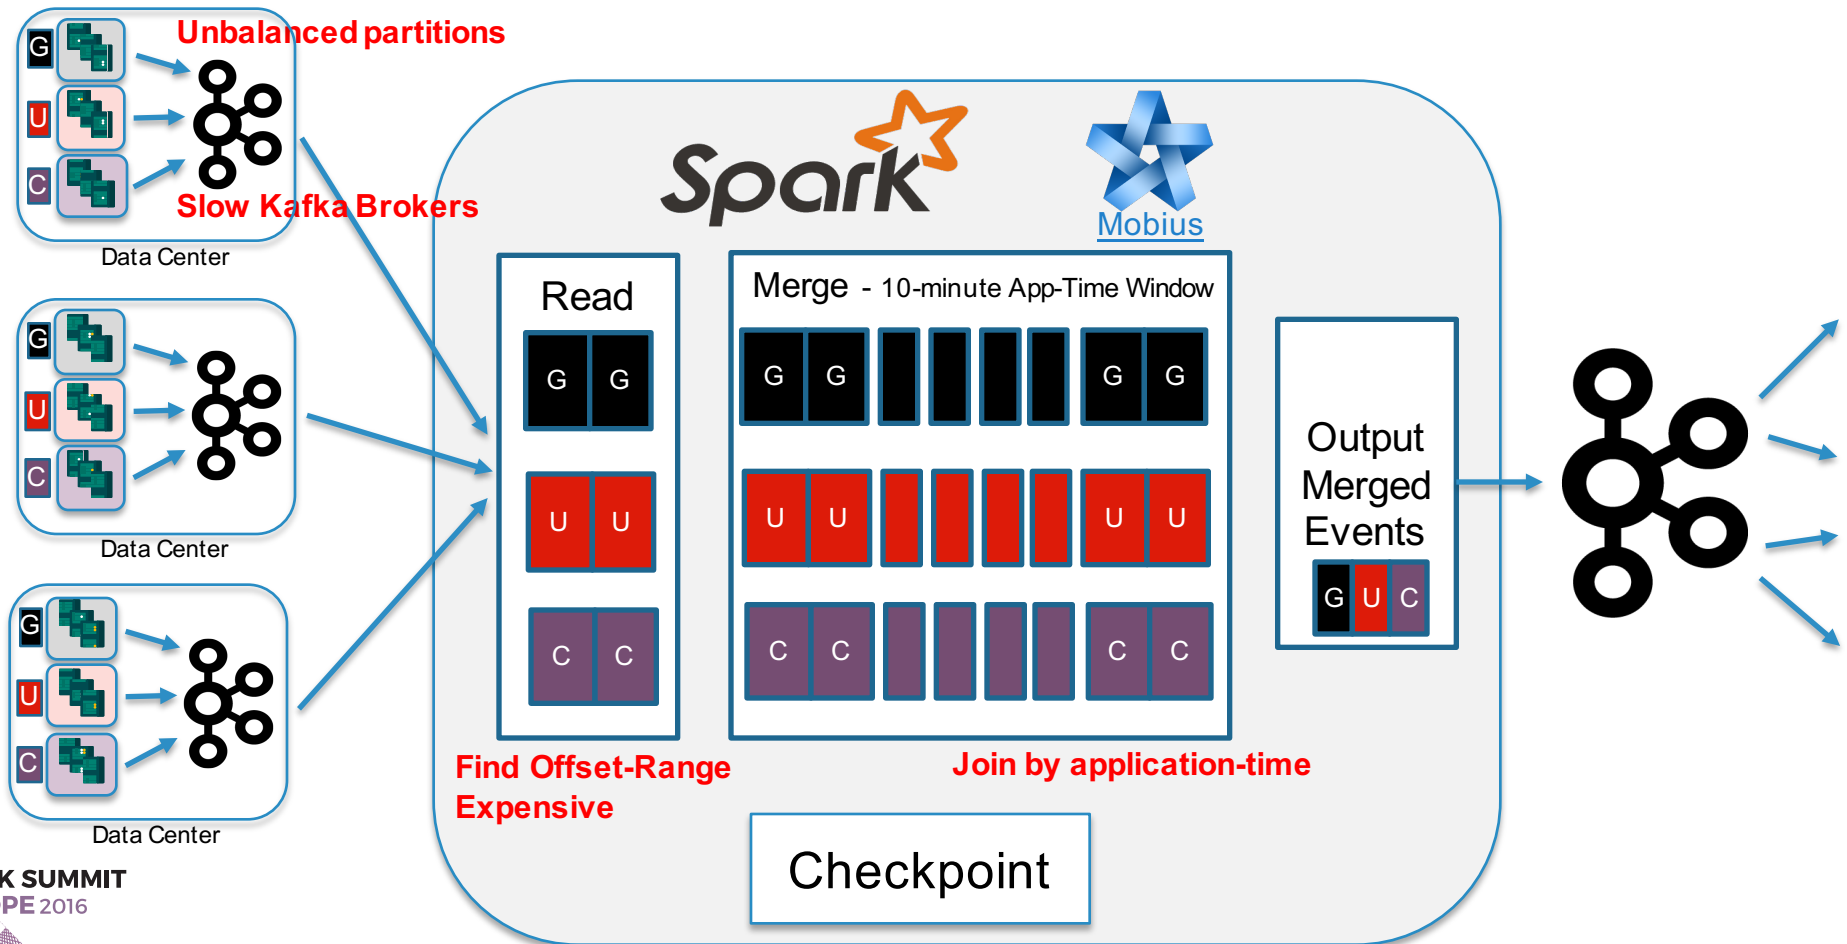 Unbalanced partitions
G
U
C
Slow Kafka Brokers
Data Center
G
U
C
Data Center
G
U
C
Data Center
Spark
Mobius
Read
G G
U U
C C
Find Offset-Range
Expensive
Merge - 10-minute App-Time Window
G G G G
U U U U
C C C C
Join by application-time
Output
Merged
Events
G U C
Checkpoint
K SUMMIT
OPE 2016